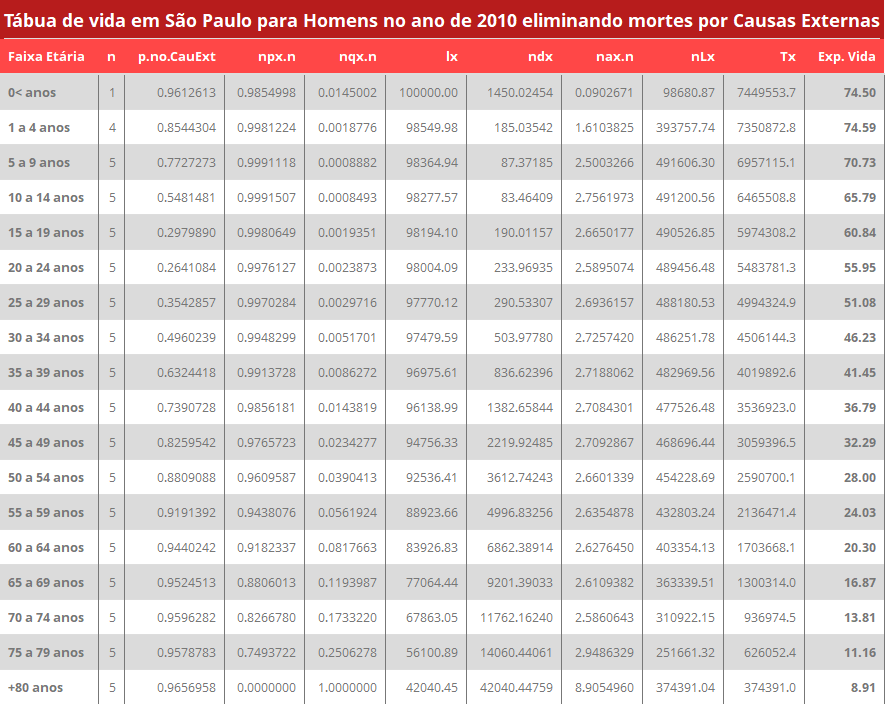 Tábua de vida em São Paulo para Homens no ano de 2010 eliminando mortes por Causas Externas
Faixa Etária n p.no.CauExt npx.n nqx.n lx ndx nax.n nLx Tx Exp. Vida
0< anos 1 0.9612613 0.9854998 0.0145002 100000.00 1450.02454 0.0902671 98680.87 7449553.7 74.50
1 a 4 anos 4 0.8544304 0.9981224 0.0018776 98549.98 185.03542 1.6103825 393757.74 7350872.8 74.59
5 a 9 anos 5 0.7727273 0.9991118 0.0008882 98364.94 87.37185 2.5003266 491606.30 6957115.1 70.73
10 a 14 anos 5 0.5481481 0.9991507 0.0008493 98277.57 83.46409 2.7561973 491200.56 6465508.8 65.79
15 a 19 anos 5 0.2979890 0.9980649 0.0019351 98194.10 190.01157 2.6650177 490526.85 5974308.2 60.84
20 a 24 anos 5 0.2641084 0.9976127 0.0023873 98004.09 233.96935 2.5895074 489456.48 5483781.3 55.95
25 a 29 anos 5 0.3542857 0.9970284 0.0029716 97770.12 290.53307 2.6936157 488180.53 4994324.9 51.08
30 a 34 anos 5 0.4960239 0.9948299 0.0051701 97479.59 503.97780 2.7257420 486251.78 4506144.3 46.23
35 a 39 anos 5 0.6324418 0.9913728 0.0086272 96975.61 836.62396 2.7188062 482969.56 4019892.6 41.45
40 a 44 anos 5 0.7390728 0.9856181 0.0143819 96138.99 1382.65844 2.7084301 477526.48 3536923.0 36.79
45 a 49 anos 5 0.8259542 0.9765723 0.0234277 94756.33 2219.92485 2.7092867 468696.44 3059396.5 32.29
50 a 54 anos 5 0.8809088 0.9609587 0.0390413 92536.41 3612.74243 2.6601339 454228.69 2590700.1 28.00
55 a 59 anos 5 0.9191392 0.9438076 0.0561924 88923.66 4996.83256 2.6354878 432803.24 2136471.4 24.03
60 a 64 anos 5 0.9440242 0.9182337 0.0817663 83926.83 6862.38914 2.6276450 403354.13 1703668.1 20.30
65 a 69 anos 5 0.9524513 0.8806013 0.1193987 77064.44 9201.39033 2.6109382 363339.51 1300314.0 16.87
70 a 74 anos 5 0.9596282 0.8266780 0.1733220 67863.05 11762.16240 2.5860643 310922.15 936974.5 13.81
75 a 79 anos 5 0.9578783 0.7493722 0.2506278 56100.89 14060.44061 2.9486329 251661.32 626052.4 11.16
+80 anos 5 0.9656958 0.0000000 1.0000000 42040.45 42040.44759 8.9054960 374391.04 374391.0 8.91